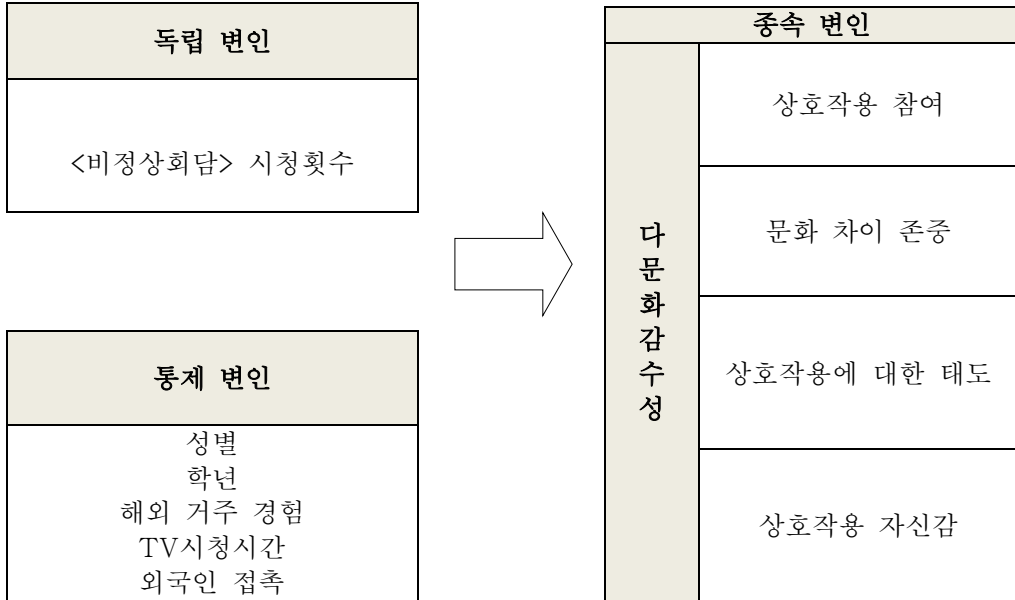 독립 변인
<비정상회담> 시청횟수
통제 변인
성별
학년
해외 거주 경험
TV시청시간
외국인 접촉
종속 변인
다
문
화
감
수
성
상호작용 참여
문화 차이 존중
상호작용에 대한 태도
상호작용 자신감